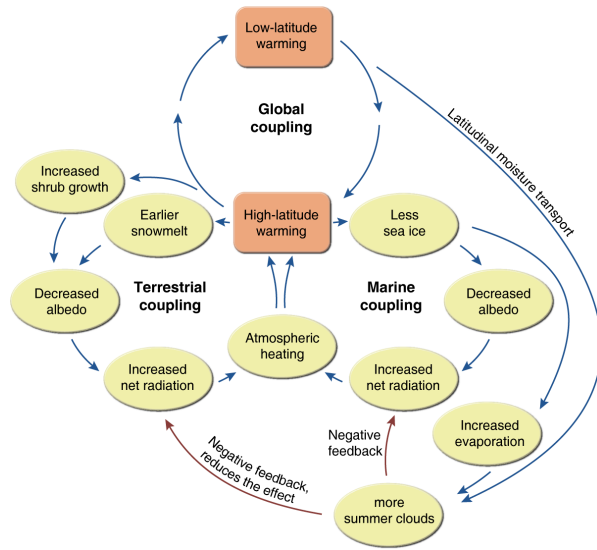 Low-latitude
warming
Global
coupling
Latitudinal moisture transport
Increased
shrub growth
Earlier
snowmelt
High-latitude
warming
Less
sea ice
Decreased
albedo
Terrestrial
coupling
Marine
coupling
Decreased
albedo
Atmospheric
heating
Increased
net radiation
Increased
net radiation
Increased
evaporation
Negative feedback,
reduces the effect
Negative
feedback
more
summer clouds